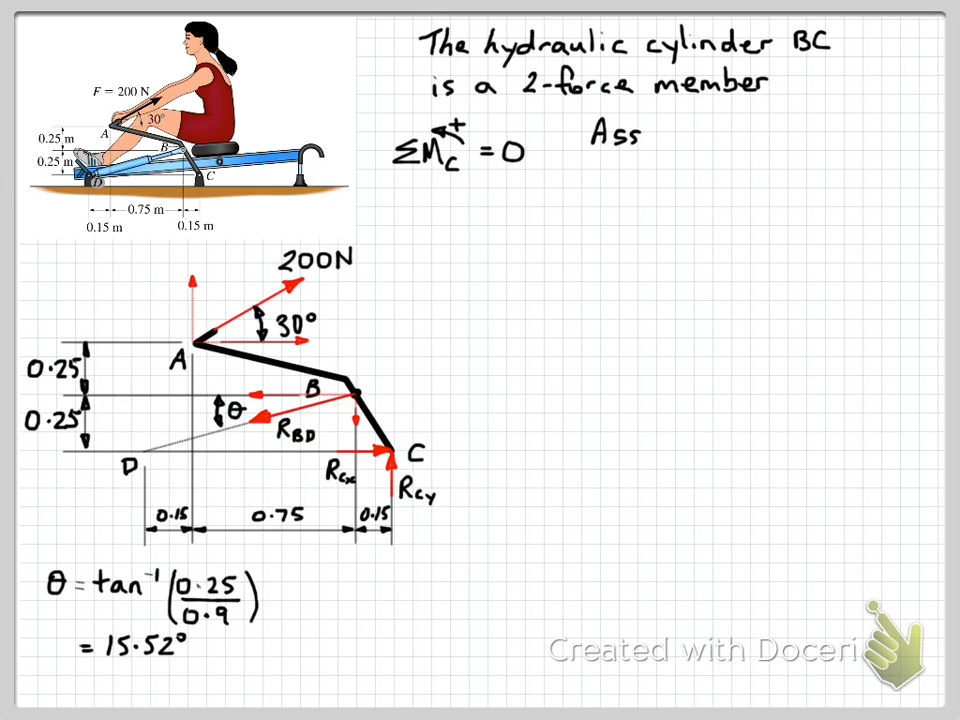 The hydraulic cylinder BC
is a 2-force member
ΣM_C = 0
+
Ass
F = 200 N
30°
A
B
C
D
0.25 m
0.25 m
0.75 m
0.15 m
0.15 m
200N
30°
A
0.25
0.25
B
θ
R_BD
D
C
R_Cx
R_Cy
0.15
0.75
0.15
θ = tan⁻¹ (0.25/0.9)
= 15.52°
Created with Doceri